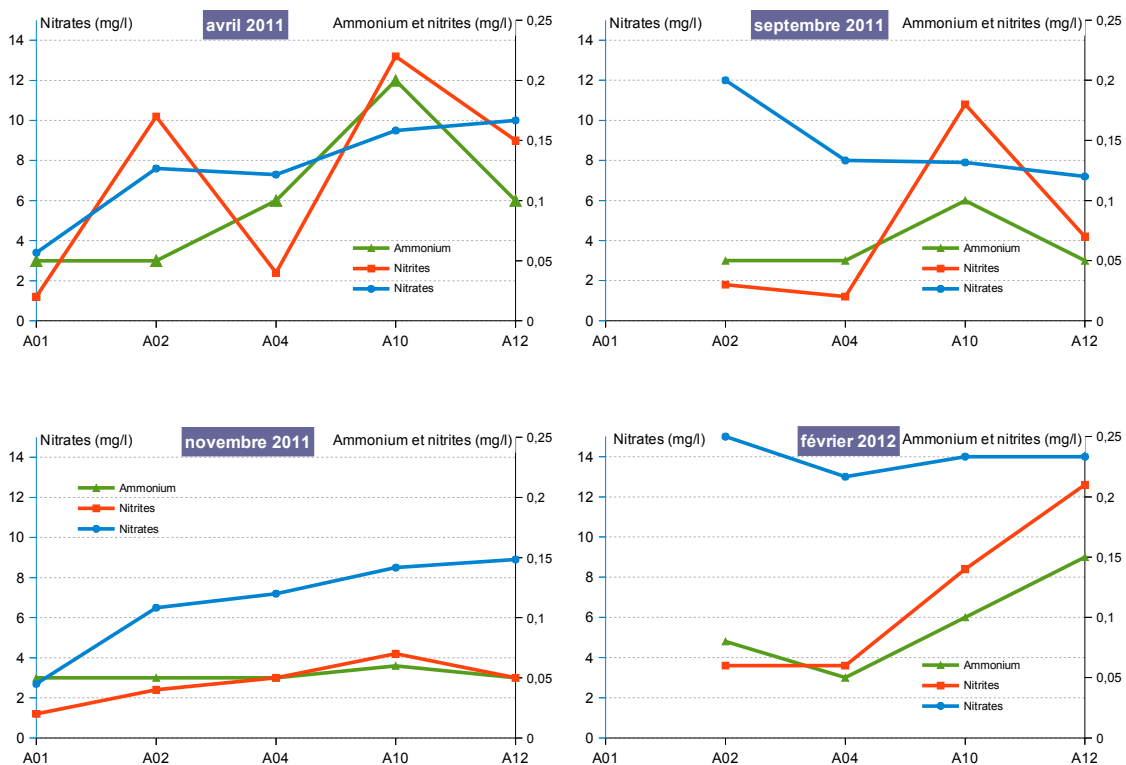 Nitrates (mg/l)
avril 2011
Ammonium et nitrites (mg/l)
0,25
14
12
10
8
6
4
2
0
0,2
0,15
0,1
0,05
0
Ammonium
Nitrites
Nitrates
A01 A02 A04 A10 A12
Nitrates (mg/l)
septembre 2011
Ammonium et nitrites (mg/l)
0,25
14
12
10
8
6
4
2
0
0,2
0,15
0,1
0,05
0
Ammonium
Nitrites
Nitrates
A01 A02 A04 A10 A12
Nitrates (mg/l)
novembre 2011
Ammonium et nitrites (mg/l)
0,25
14
12
10
8
6
4
2
0
0,2
0,15
0,1
0,05
0
Ammonium
Nitrites
Nitrates
A01 A02 A04 A10 A12
Nitrates (mg/l)
février 2012
Ammonium et nitrites (mg/l)
0,25
14
12
10
8
6
4
2
0
0,2
0,15
0,1
0,05
0
Ammonium
Nitrites
Nitrates
A01 A02 A04 A10 A12